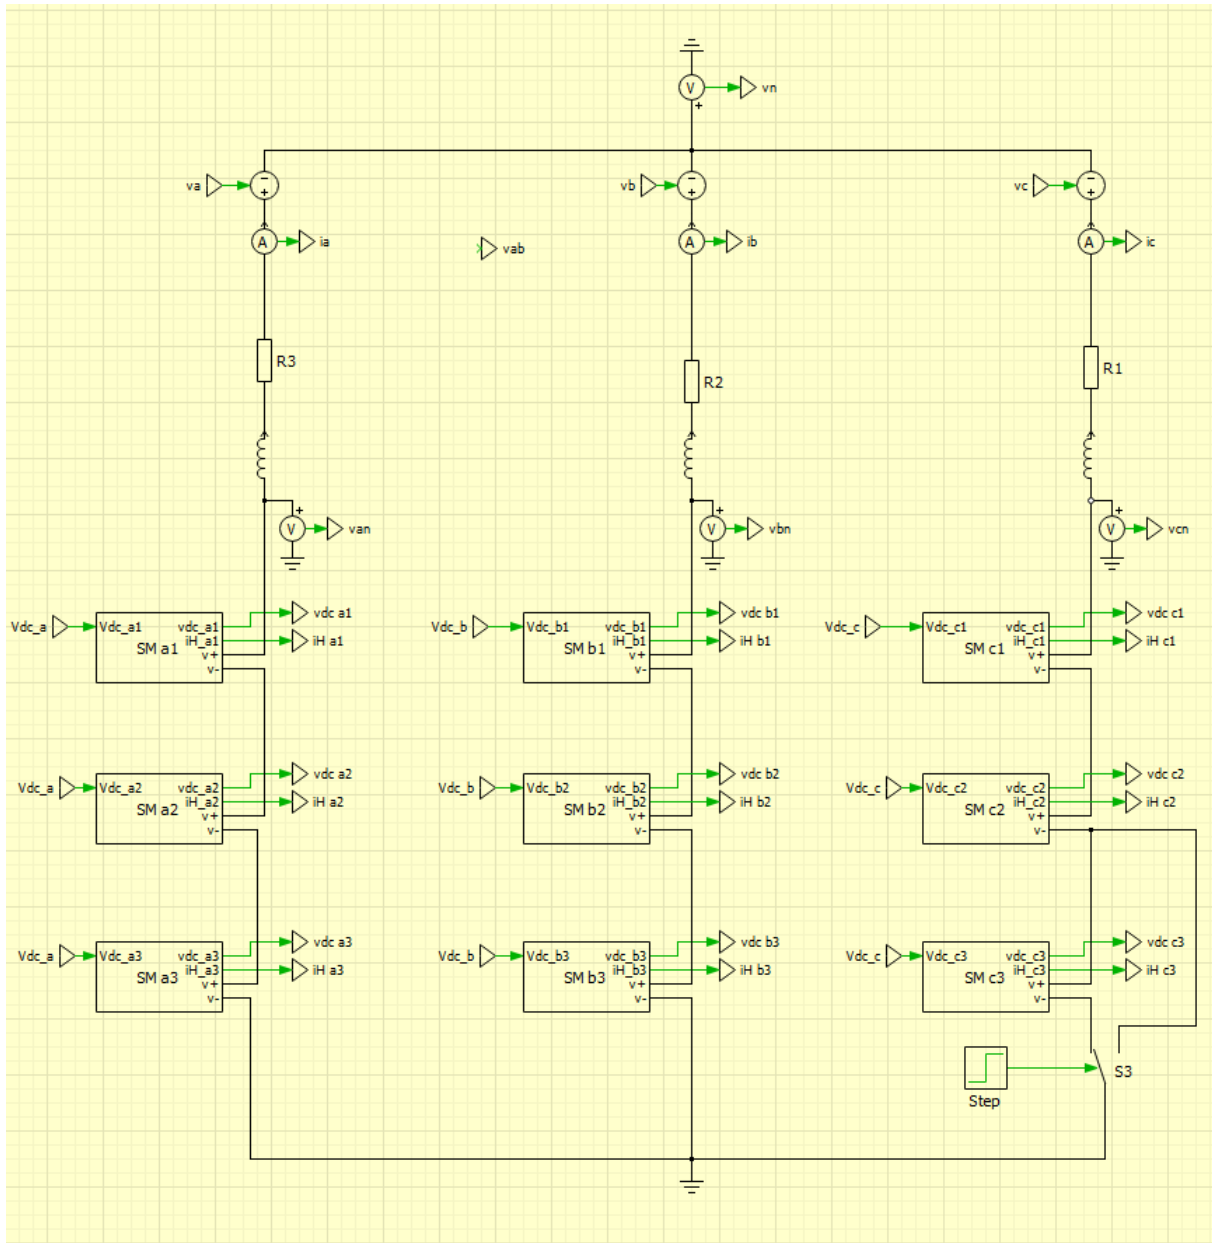 V
vn
+
va
-
+
vb
-
+
vc
-
+
A
ia
vab
A
ib
A
ic
R3
R2
R1
+
V
van
+
V
vbn
+
V
vcn
Vdc_a
Vdc_a1
vdc_a1
iH_a1
v+
v-
SM a1
vdc a1
iH a1
Vdc_b
Vdc_b1
vdc_b1
iH_b1
v+
v-
SM b1
vdc b1
iH b1
Vdc_c
Vdc_c1
vdc_c1
iH_c1
v+
v-
SM c1
vdc c1
iH c1
Vdc_a
Vdc_a2
vdc_a2
iH_a2
v+
v-
SM a2
vdc a2
iH a2
Vdc_b
Vdc_b2
vdc_b2
iH_b2
v+
v-
SM b2
vdc b2
iH b2
Vdc_c
Vdc_c2
vdc_c2
iH_c2
v+
v-
SM c2
vdc c2
iH c2
Vdc_a
Vdc_a3
vdc_a3
iH_a3
v+
v-
SM a3
vdc a3
iH a3
Vdc_b
Vdc_b3
vdc_b3
iH_b3
v+
v-
SM b3
vdc b3
iH b3
Vdc_c
Vdc_c3
vdc_c3
iH_c3
v+
v-
SM c3
vdc c3
iH c3
Step
S3